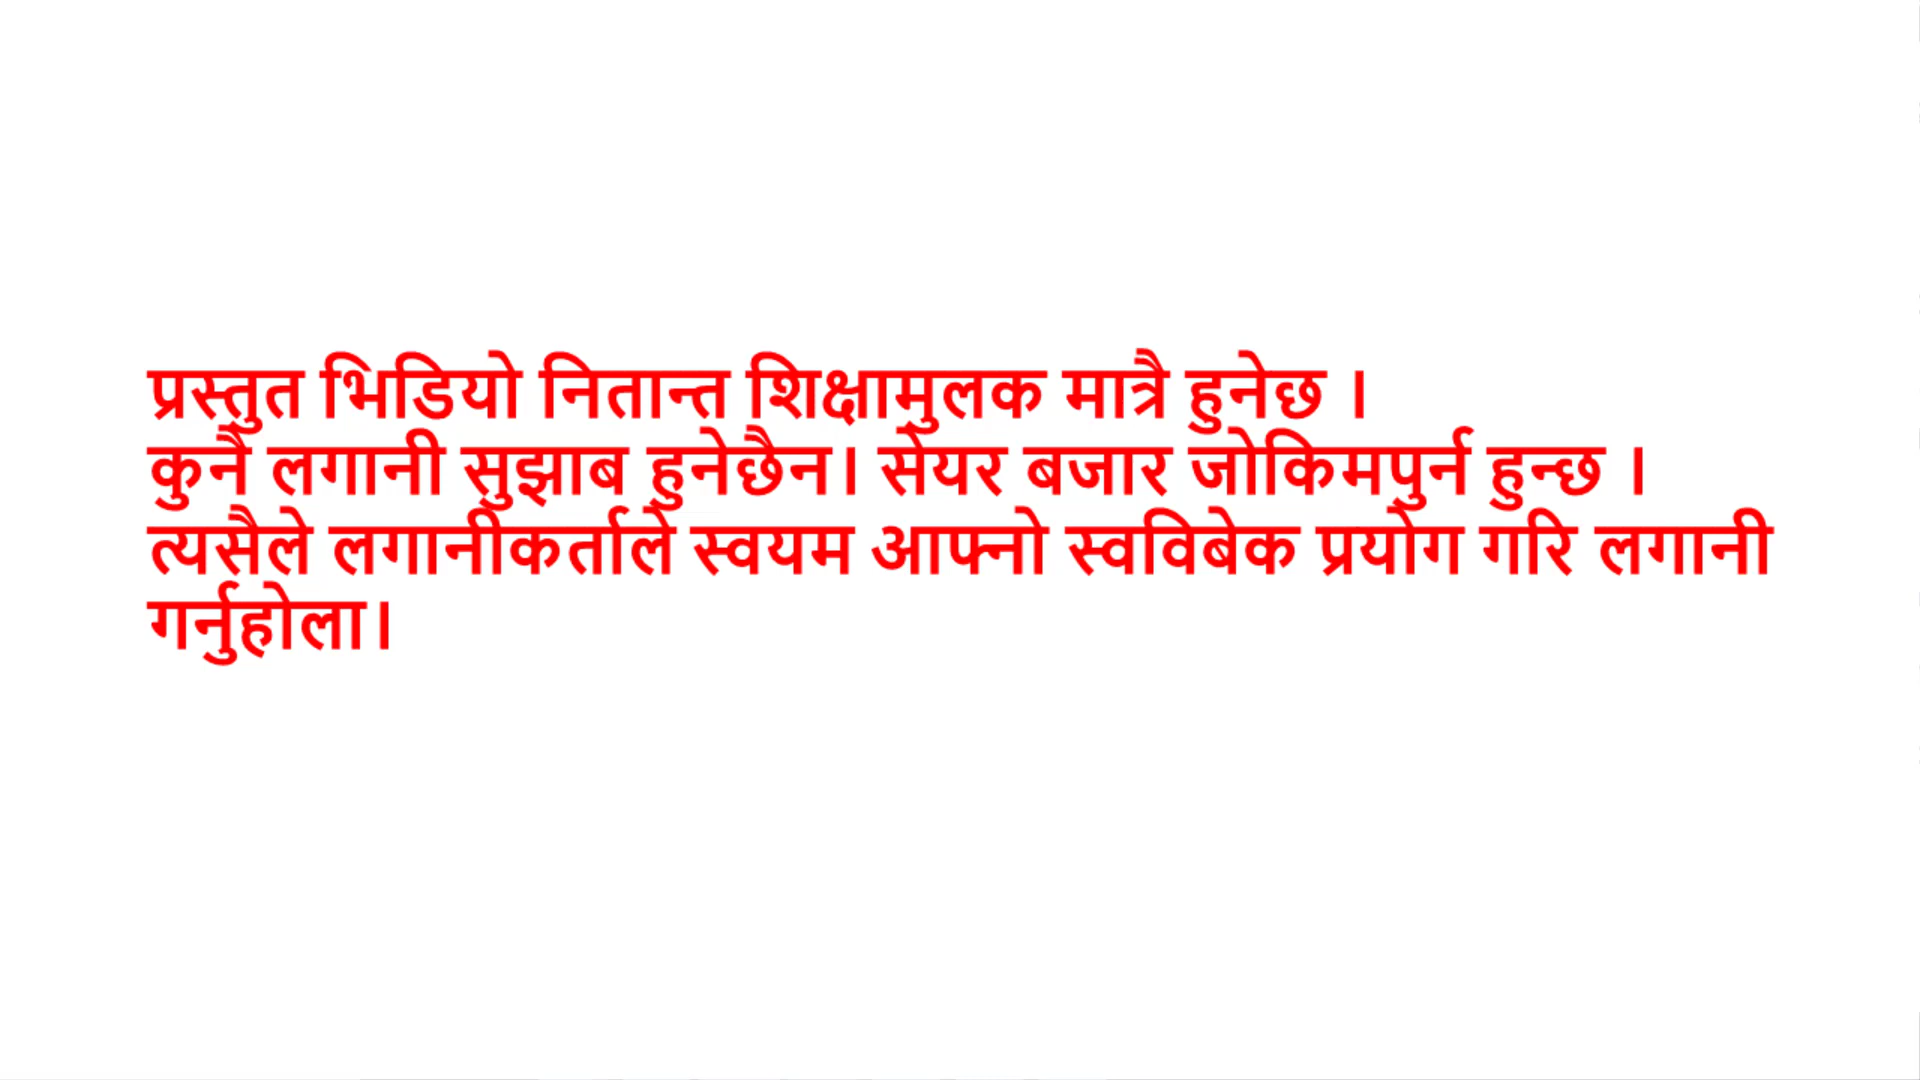 प्रस्तुत भिडियो नितान्त शिक्षामुलक मात्रै हुनेछ ।
कुनै लगानी सुझाब हुनेछैन। सेयर बजार जोकिमपुर्न हुन्छ ।
त्यसैले लगानीकर्ताले स्वयम आफ्नो स्वविबेक प्रयोग गरि लगानी
गर्नुहोला।